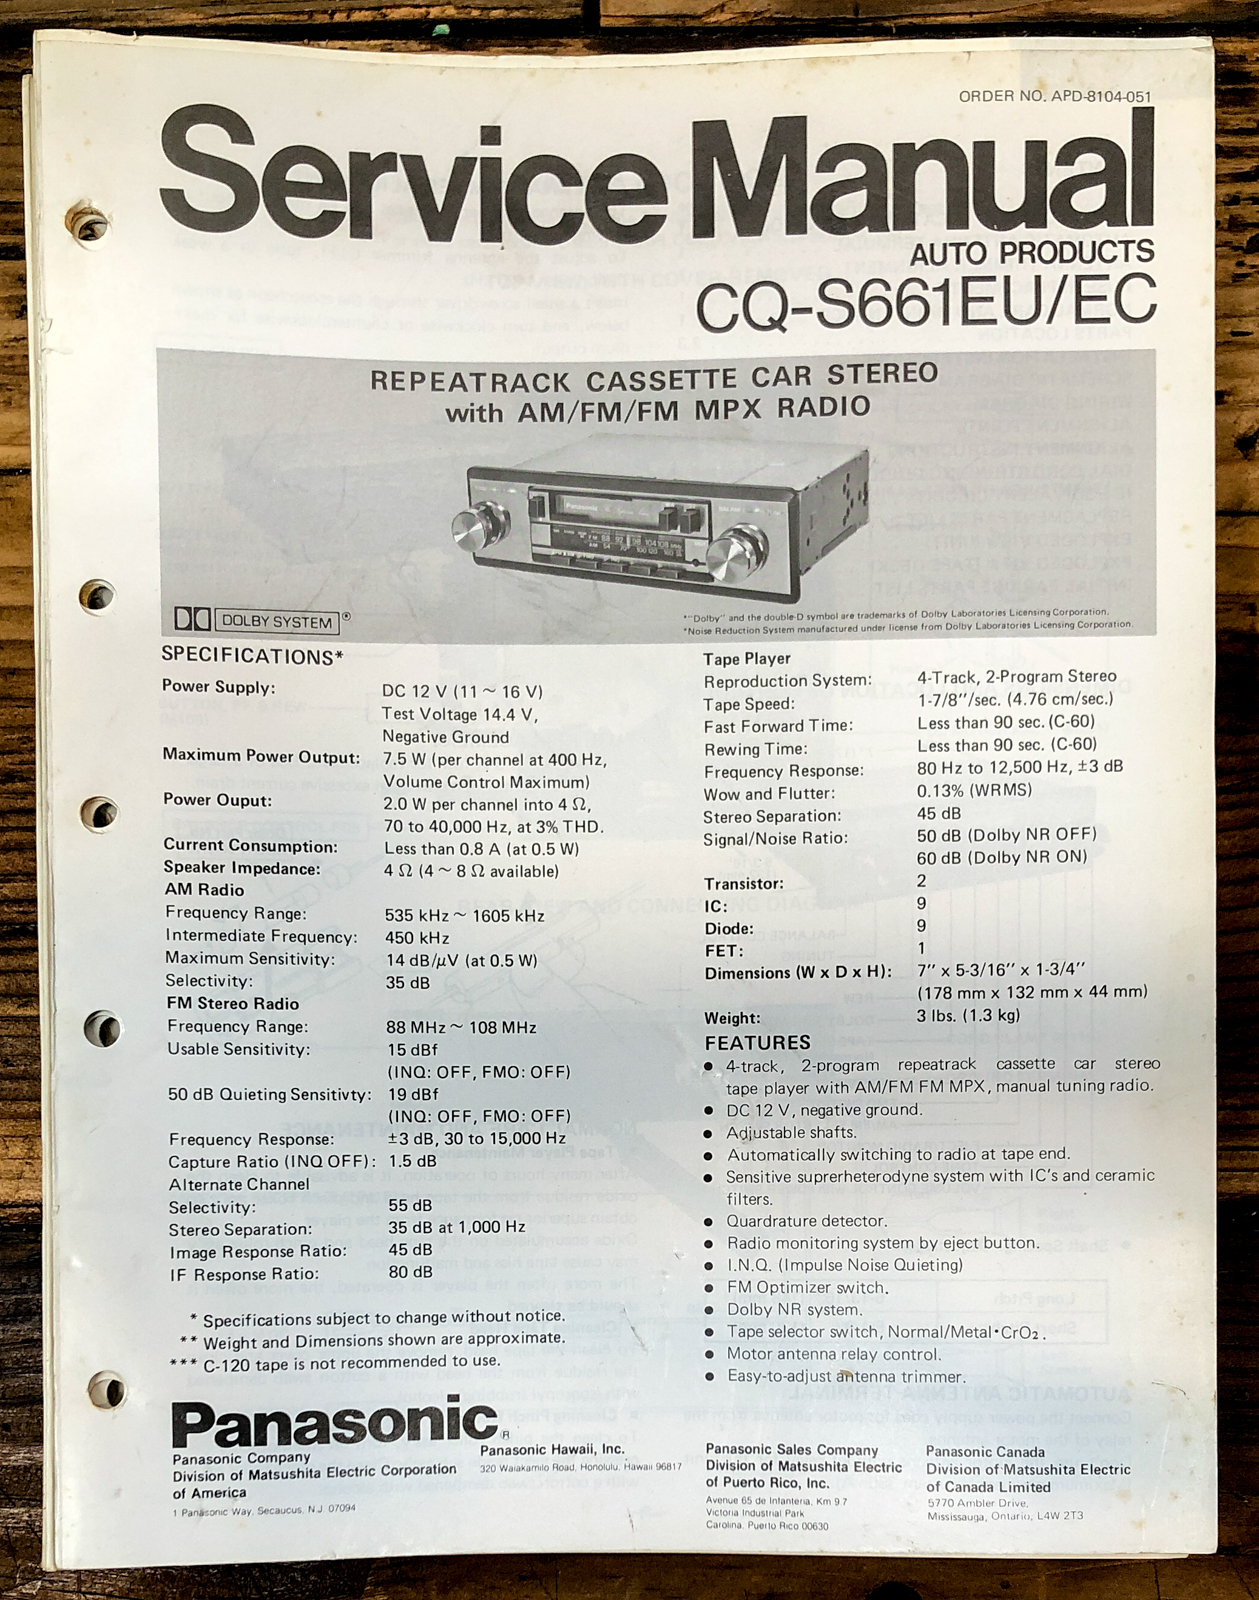 ORDER NO. APD-8104-051
Service Manual
AUTO PRODUCTS
CQ-S661EU/EC
REPEATRACK CASSETTE CAR STEREO
with AM/FM/FM MPX RADIO
Panasonic
DOLBY SYSTEM ®
*"Dolby" and the double-D symbol are trademarks of Dolby Laboratories Licensing Corporation.
*Noise Reduction System manufactured under license from Dolby Laboratories Licensing Corporation.
SPECIFICATIONS*
Power Supply: DC 12 V (11 ~ 16 V)
Test Voltage 14.4 V,
Negative Ground
Maximum Power Output: 7.5 W (per channel at 400 Hz,
Volume Control Maximum)
Power Ouput: 2.0 W per channel into 4 Ω,
70 to 40,000 Hz, at 3% THD.
Current Consumption: Less than 0.8 A (at 0.5 W)
Speaker Impedance: 4 Ω (4 ~ 8 Ω available)
AM Radio
Frequency Range: 535 kHz ~ 1605 kHz
Intermediate Frequency: 450 kHz
Maximum Sensitivity: 14 dB/μV (at 0.5 W)
Selectivity: 35 dB
FM Stereo Radio
Frequency Range: 88 MHz ~ 108 MHz
Usable Sensitivity: 15 dBf
(INQ: OFF, FMO: OFF)
50 dB Quieting Sensitivty: 19 dBf
(INQ: OFF, FMO: OFF)
Frequency Response: ±3 dB, 30 to 15,000 Hz
Capture Ratio (INQ OFF): 1.5 dB
Alternate Channel
Selectivity: 55 dB
Stereo Separation: 35 dB at 1,000 Hz
Image Response Ratio: 45 dB
IF Response Ratio: 80 dB
* Specifications subject to change without notice.
** Weight and Dimensions shown are approximate.
*** C-120 tape is not recommended to use.
Tape Player
Reproduction System: 4-Track, 2-Program Stereo
Tape Speed: 1-7/8"/sec. (4.76 cm/sec.)
Fast Forward Time: Less than 90 sec. (C-60)
Rewing Time: Less than 90 sec. (C-60)
Frequency Response: 80 Hz to 12,500 Hz, ±3 dB
Wow and Flutter: 0.13% (WRMS)
Stereo Separation: 45 dB
Signal/Noise Ratio: 50 dB (Dolby NR OFF)
60 dB (Dolby NR ON)
Transistor: 2
IC: 9
Diode: 9
FET: 1
Dimensions (W x D x H): 7" x 5-3/16" x 1-3/4"
(178 mm x 132 mm x 44 mm)
Weight: 3 lbs. (1.3 kg)
FEATURES
● 4-track, 2-program repeatrack cassette car stereo
tape player with AM/FM FM MPX, manual tuning radio.
● DC 12 V, negative ground.
● Adjustable shafts.
● Automatically switching to radio at tape end.
● Sensitive suprerheterodyne system with IC's and ceramic
filters.
● Quardrature detector.
● Radio monitoring system by eject button.
● I.N.Q. (Impulse Noise Quieting)
● FM Optimizer switch.
● Dolby NR system.
● Tape selector switch, Normal/Metal•CrO2.
● Motor antenna relay control.
● Easy-to-adjust antenna trimmer.
Panasonic®
Panasonic Company
Division of Matsushita Electric Corporation
of America
1 Panasonic Way, Secaucus, N.J. 07094
Panasonic Hawaii, Inc.
320 Waiakamilo Road, Honolulu, Hawaii 96817
Panasonic Sales Company
Division of Matsushita Electric
of Puerto Rico, Inc.
Avenue 65 de Infanteria, Km 9.7
Victoria Industrial Park
Carolina, Puerto Rico 00630
Panasonic Canada
Division of Matsushita Electric
of Canada Limited
5770 Ambler Drive,
Mississauga, Ontario, L4W 2T3